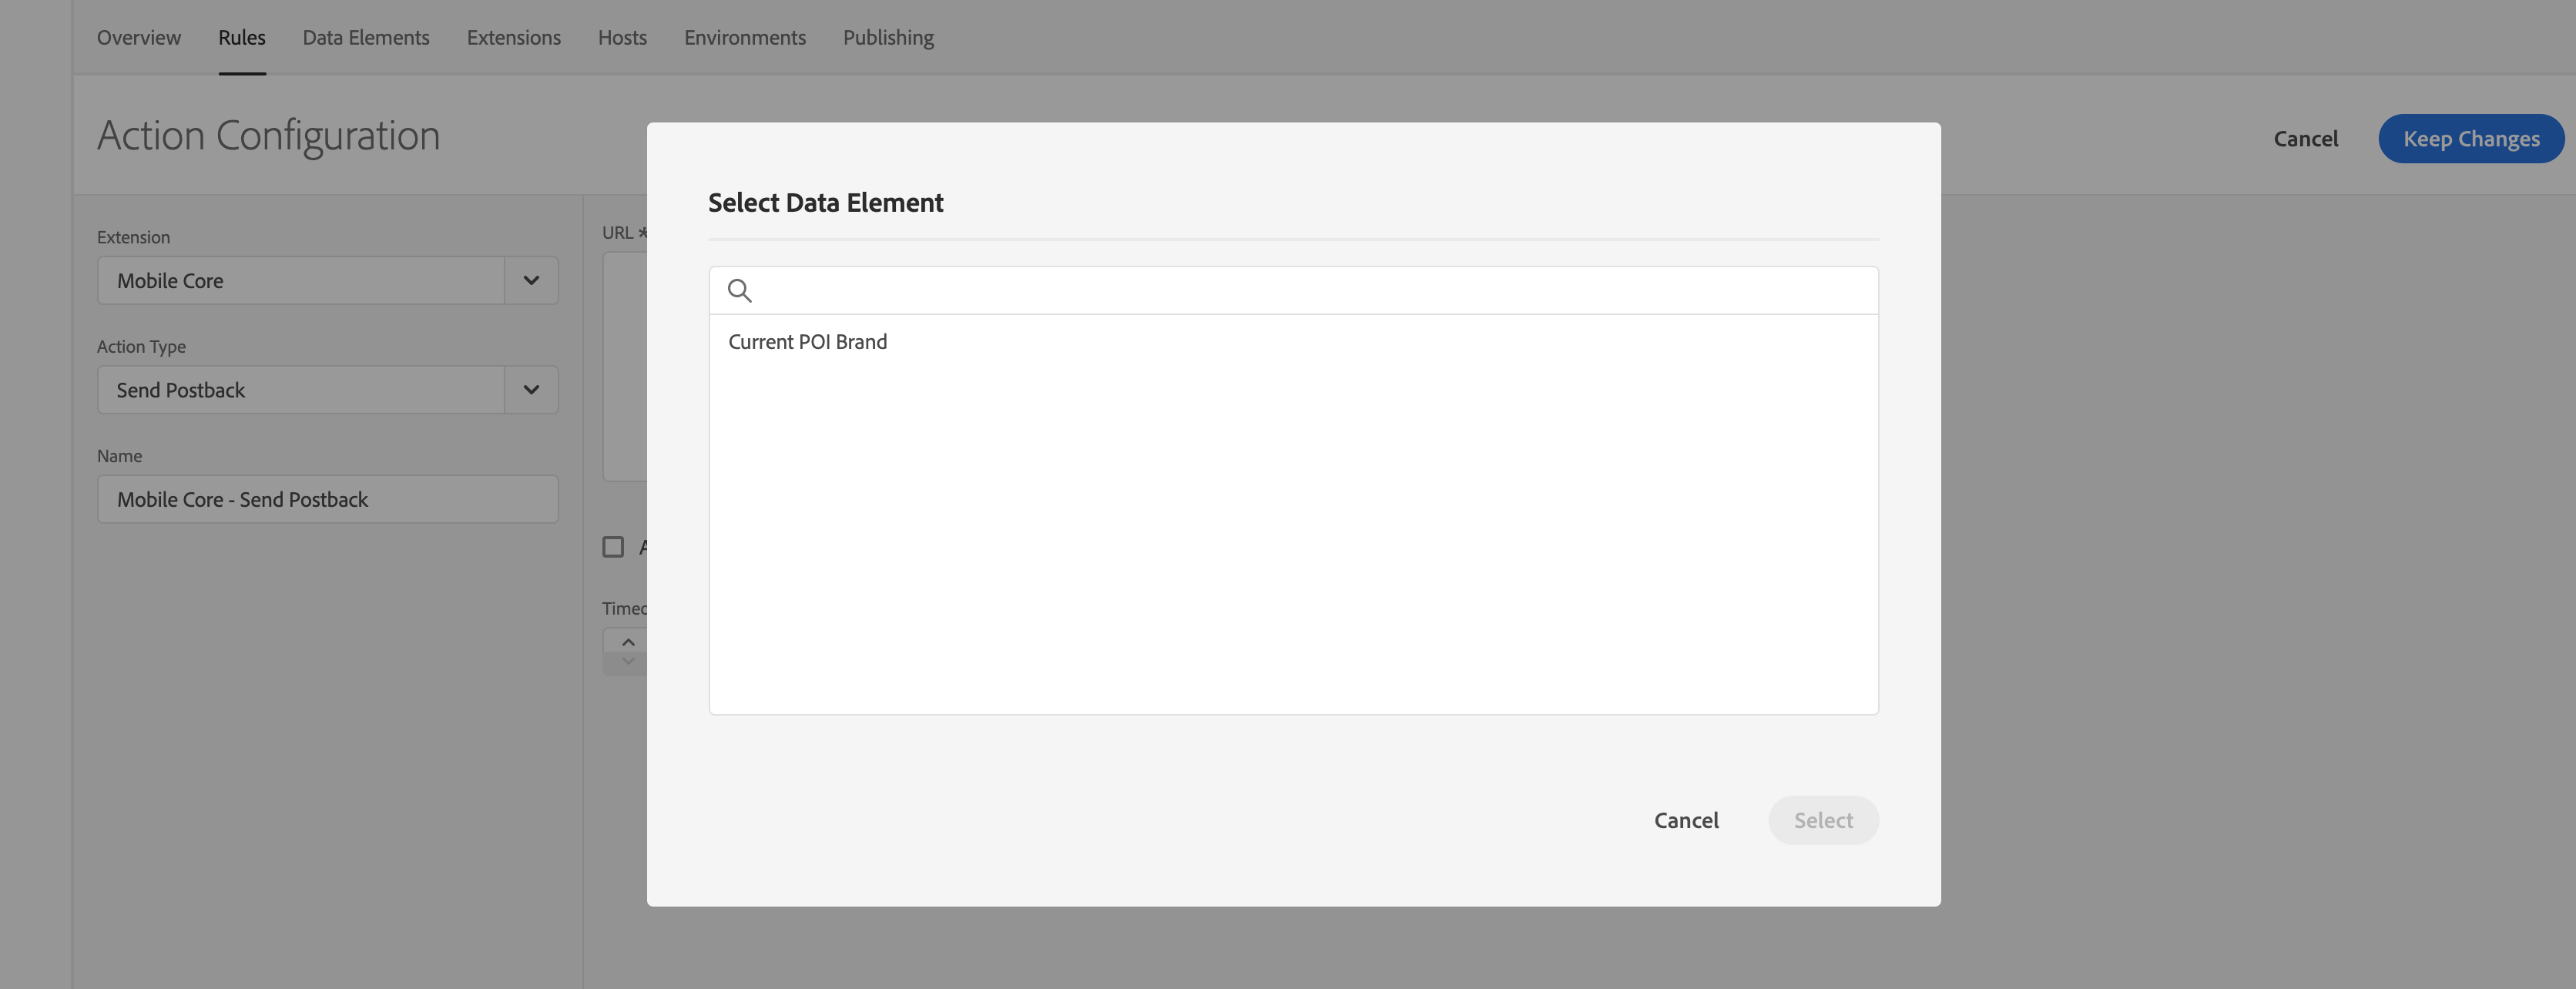 Overview Rules Data Elements Extensions Hosts Environments Publishing
Action Configuration
Cancel Keep Changes
Extension
Mobile Core
Action Type
Send Postback
Name
Mobile Core - Send Postback
URL *
Select Data Element
Current POI Brand
Cancel Select